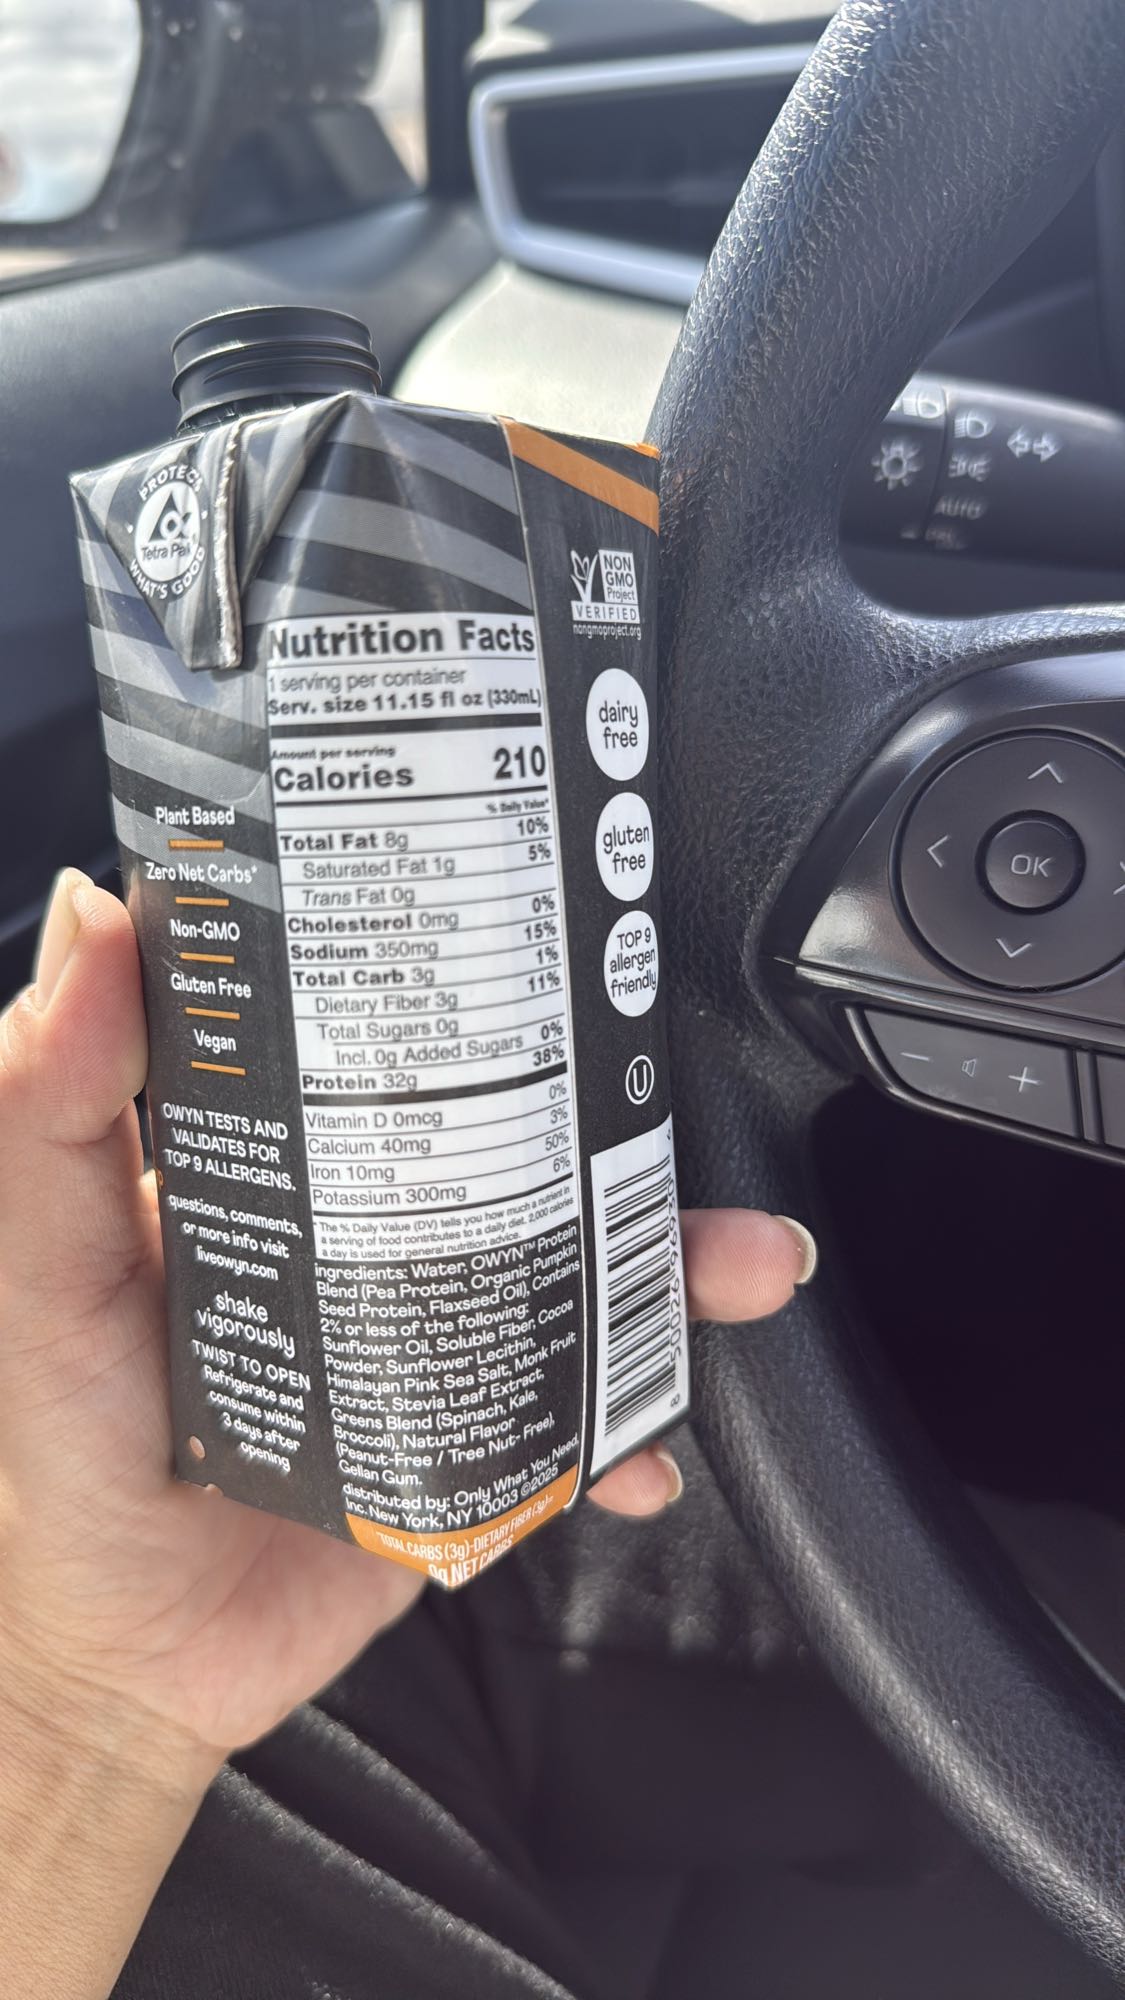 PROTECTS
Tetra Pak
WHAT'S GOOD
Plant Based
Zero Net Carbs*
Non-GMO
Gluten Free
Vegan
OWYN TESTS AND
VALIDATES FOR
TOP 9 ALLERGENS.
questions, comments,
or more info visit
liveowyn.com
shake
vigorously
TWIST TO OPEN
Refrigerate and
consume within
3 days after
opening
Nutrition Facts
1 serving per container
Serv. size 11.15 fl oz (330mL)
Amount per serving
Calories 210
% Daily Value*
Total Fat 8g 10%
Saturated Fat 1g 5%
Trans Fat 0g
Cholesterol 0mg 0%
Sodium 350mg 15%
Total Carb 3g 1%
Dietary Fiber 3g 11%
Total Sugars 0g
Incl. 0g Added Sugars 0%
Protein 32g 38%
Vitamin D 0mcg 0%
Calcium 40mg 3%
Iron 10mg 50%
Potassium 300mg 6%
*The % Daily Value (DV) tells you how much a nutrient in
a serving of food contributes to a daily diet. 2,000 calories
a day is used for general nutrition advice.
ingredients: Water, OWYN™ Protein
Blend (Pea Protein, Organic Pumpkin
Seed Protein, Flaxseed Oil), Contains
2% or less of the following:
Sunflower Oil, Soluble Fiber, Cocoa
Powder, Sunflower Lecithin,
Himalayan Pink Sea Salt, Monk Fruit
Extract, Stevia Leaf Extract,
Greens Blend (Spinach, Kale,
Broccoli), Natural Flavor
(Peanut-Free / Tree Nut- Free),
Gellan Gum.
distributed by: Only What You Need,
Inc. New York, NY 10003 ©2025
*TOTAL CARBS (3g)-DIETARY FIBER (3g)=
0g NET CARBS
NON
GMO
Project
VERIFIED
nongmoproject.org
dairy
free
gluten
free
TOP 9
allergen
friendly
U
AUTO
OK